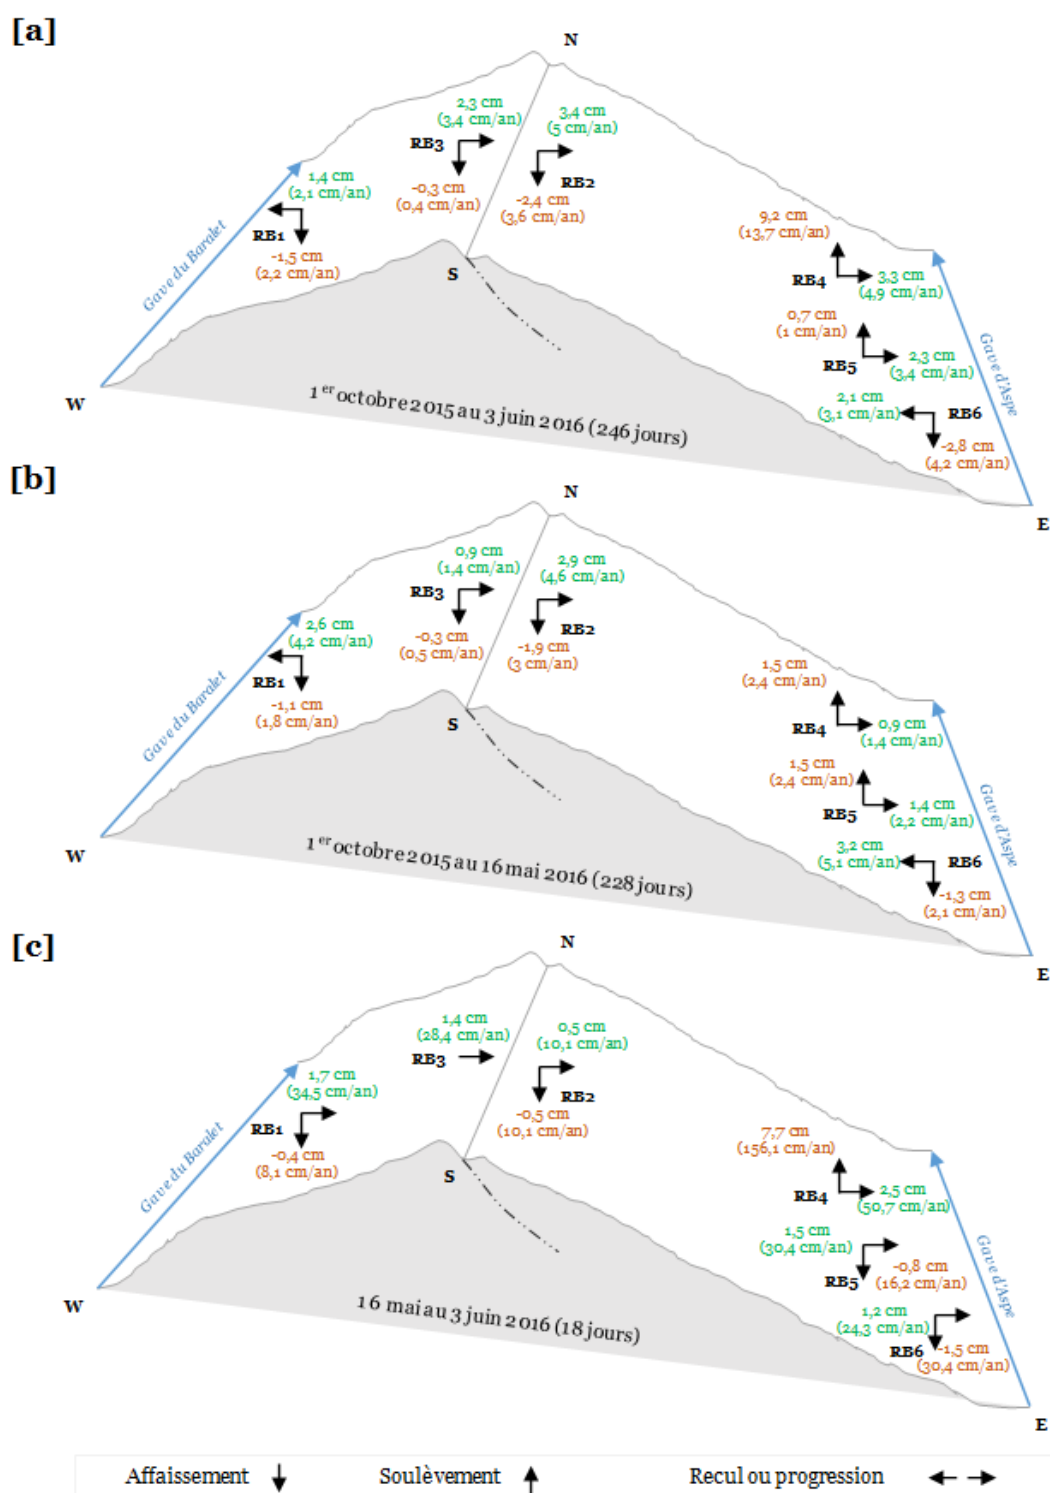 [a]
N
2,3 cm
(3,4 cm/an)
RB3
-0,3 cm
(0,4 cm/an)
3,4 cm
(5 cm/an)
RB2
-2,4 cm
(3,6 cm/an)
1,4 cm
(2,1 cm/an)
RB1
-1,5 cm
(2,2 cm/an)
Gave du Baralet
9,2 cm
(13,7 cm/an)
RB4
3,3 cm
(4,9 cm/an)
0,7 cm
(1 cm/an)
RB5
2,3 cm
(3,4 cm/an)
2,1 cm
(3,1 cm/an)
RB6
-2,8 cm
(4,2 cm/an)
Gave d'Aspe
S
W
1er octobre 2015 au 3 juin 2016 (246 jours)
E
[b]
N
0,9 cm
(1,4 cm/an)
RB3
-0,3 cm
(0,5 cm/an)
2,9 cm
(4,6 cm/an)
RB2
-1,9 cm
(3 cm/an)
2,6 cm
(4,2 cm/an)
RB1
-1,1 cm
(1,8 cm/an)
Gave du Baralet
1,5 cm
(2,4 cm/an)
RB4
0,9 cm
(1,4 cm/an)
1,5 cm
(2,4 cm/an)
RB5
1,4 cm
(2,2 cm/an)
3,2 cm
(5,1 cm/an)
RB6
-1,3 cm
(2,1 cm/an)
Gave d'Aspe
S
W
1er octobre 2015 au 16 mai 2016 (228 jours)
E
[c]
N
1,4 cm
(28,4 cm/an)
RB3
0,5 cm
(10,1 cm/an)
RB2
-0,5 cm
(10,1 cm/an)
1,7 cm
(34,5 cm/an)
RB1
-0,4 cm
(8,1 cm/an)
Gave du Baralet
7,7 cm
(156,1 cm/an)
RB4
2,5 cm
(50,7 cm/an)
1,5 cm
(30,4 cm/an)
RB5
-0,8 cm
(16,2 cm/an)
1,2 cm
(24,3 cm/an)
RB6
-1,5 cm
(30,4 cm/an)
Gave d'Aspe
S
W
16 mai au 3 juin 2016 (18 jours)
E
Affaissement Soulèvement Recul ou progression